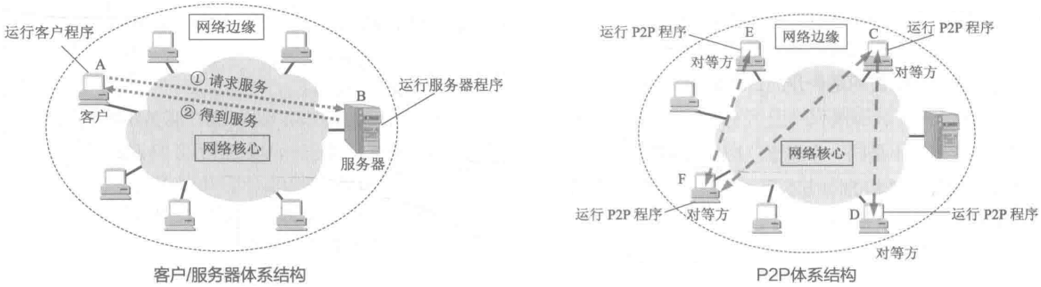 网络边缘
运行客户程序
A
① 请求服务
B
运行服务器程序
客户
② 得到服务
网络核心
服务器
客户/服务器体系结构
运行 P2P 程序
E
网络边缘
C
运行 P2P 程序
对等方
对等方
网络核心
F
运行 P2P 程序
对等方
D
运行 P2P 程序
对等方
P2P体系结构